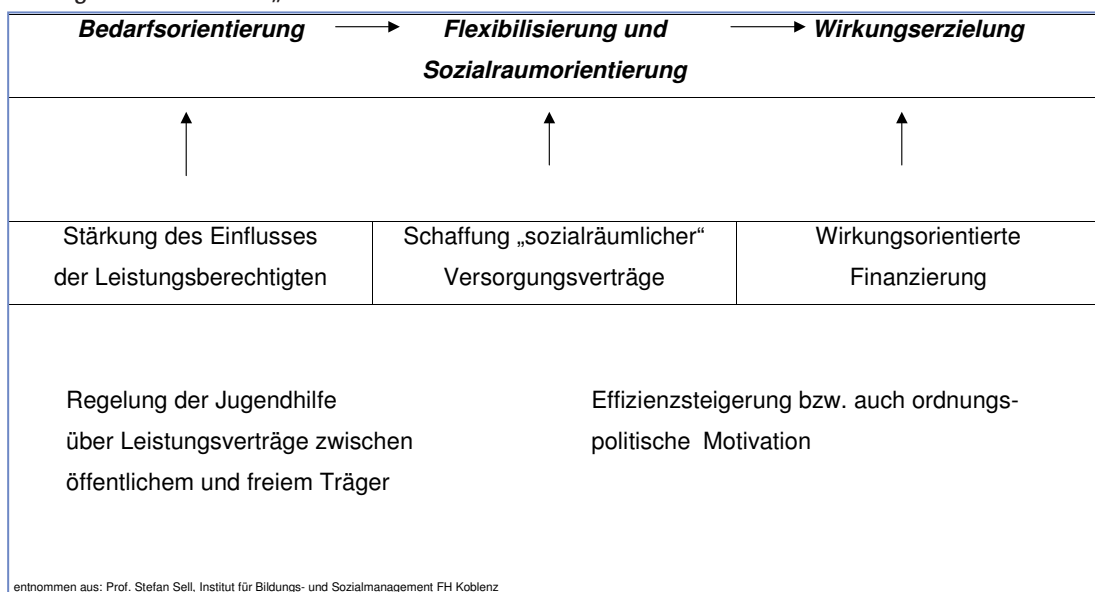 Bedarfsorientierung Flexibilisierung und Wirkungserzielung
Sozialraumorientierung
Stärkung des Einflusses
der Leistungsberechtigten
Schaffung „sozialräumlicher“
Versorgungsverträge
Wirkungsorientierte
Finanzierung
Regelung der Jugendhilfe
über Leistungsverträge zwischen
öffentlichem und freiem Träger
Effizienzsteigerung bzw. auch ordnungs-
politische Motivation
entnommen aus: Prof. Stefan Sell, Institut für Bildungs- und Sozialmanagement FH Koblenz